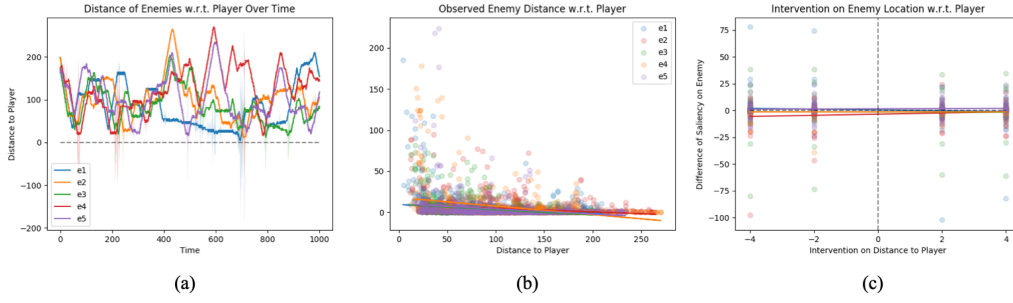 Distance of Enemies w.r.t. Player Over Time
Distance to Player
200
100
0
−100
−200
e1
e2
e3
e4
e5
0
200
400
600
800
1000
Time
(a)
Observed Enemy Distance w.r.t. Player
200
150
100
50
0
e1
e2
e3
e4
e5
0
50
100
150
200
250
Distance to Player
(b)
Intervention on Enemy Location w.r.t. Player
Difference of Saliency on Enemy
75
50
25
0
−25
−50
−75
−100
−4
−2
0
2
4
Intervention on Distance to Player
(c)